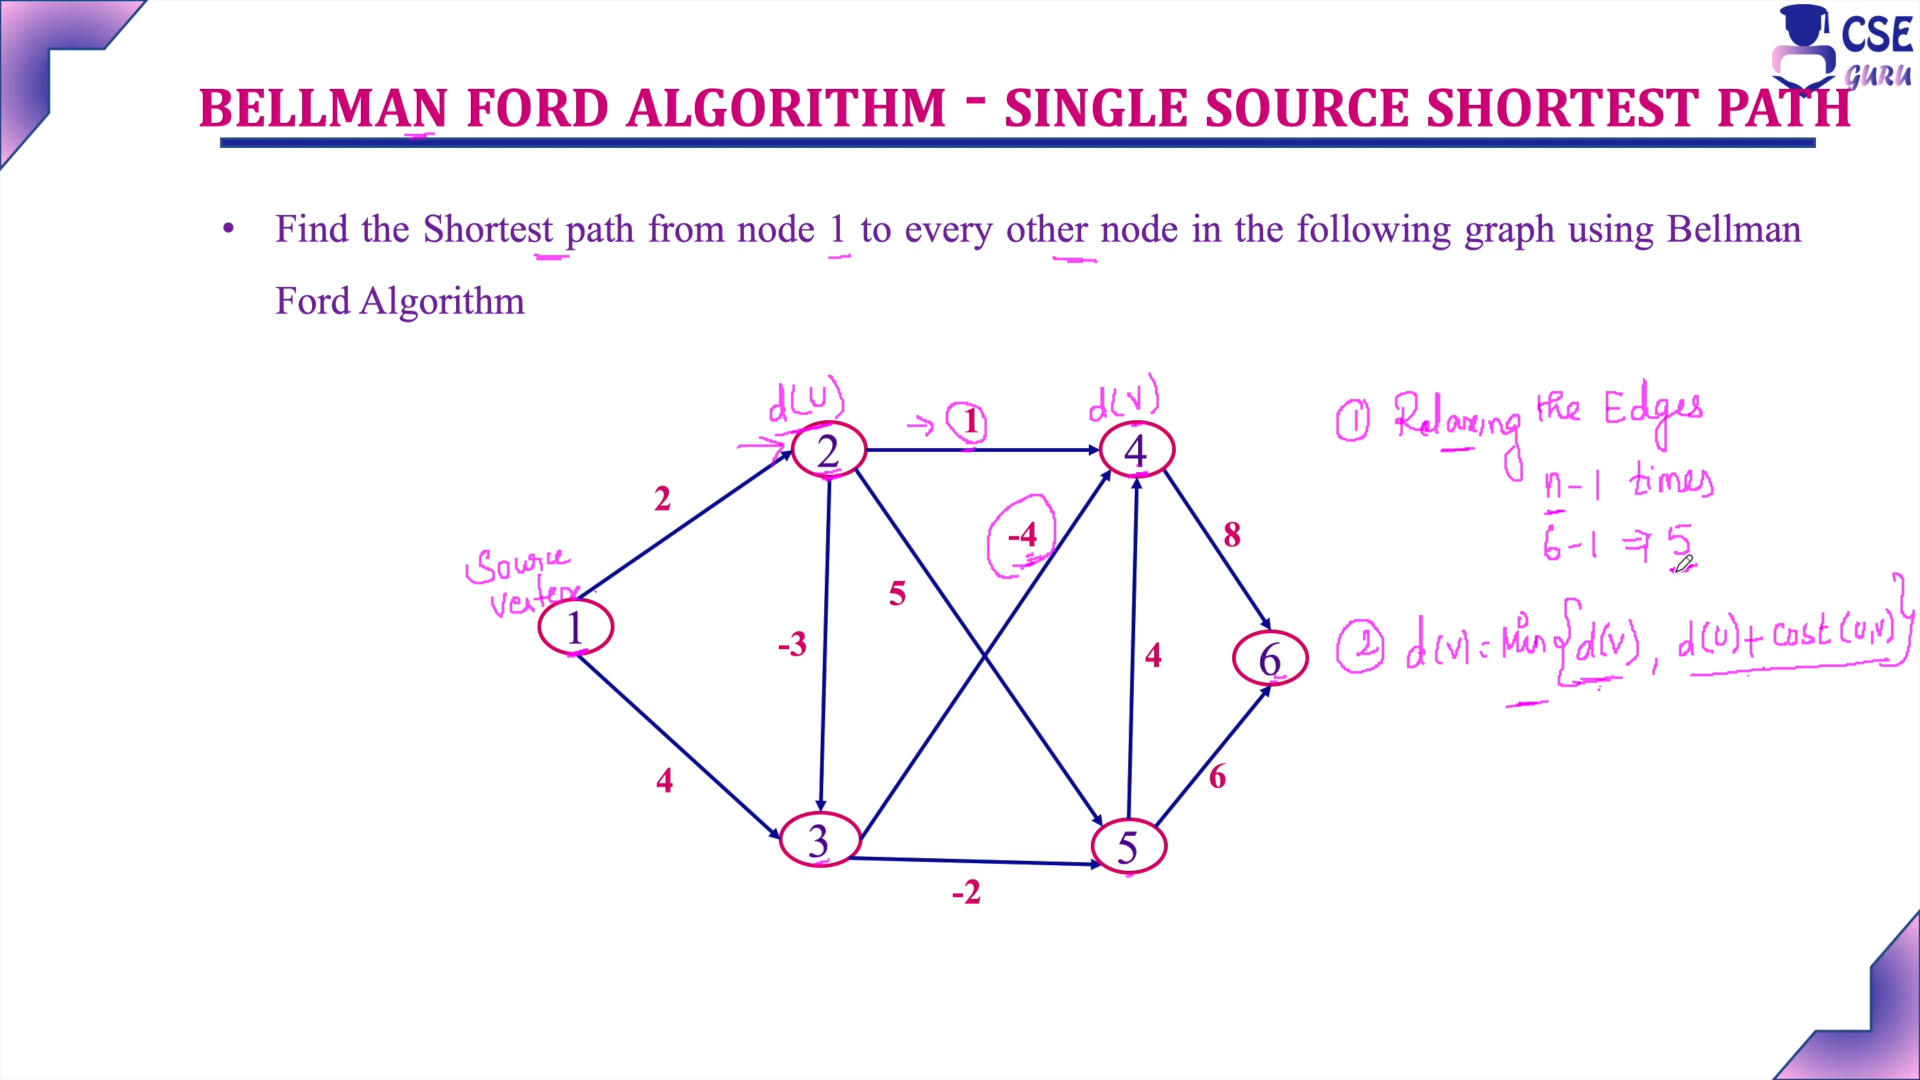 CSE
GURU
BELLMAN FORD ALGORITHM - SINGLE SOURCE SHORTEST PATH
• Find the Shortest path from node 1 to every other node in the following graph using Bellman
Ford Algorithm
d(U)
d(V)
→ 1
2
4
2
-4
8
5
Source
vertex
1
-3
4
6
4
6
3
5
-2
① Relaxing the Edges
n-1 times
6-1 ⇒ 5
② d(v) = Min { d(v), d(u) + cost(u,v) }